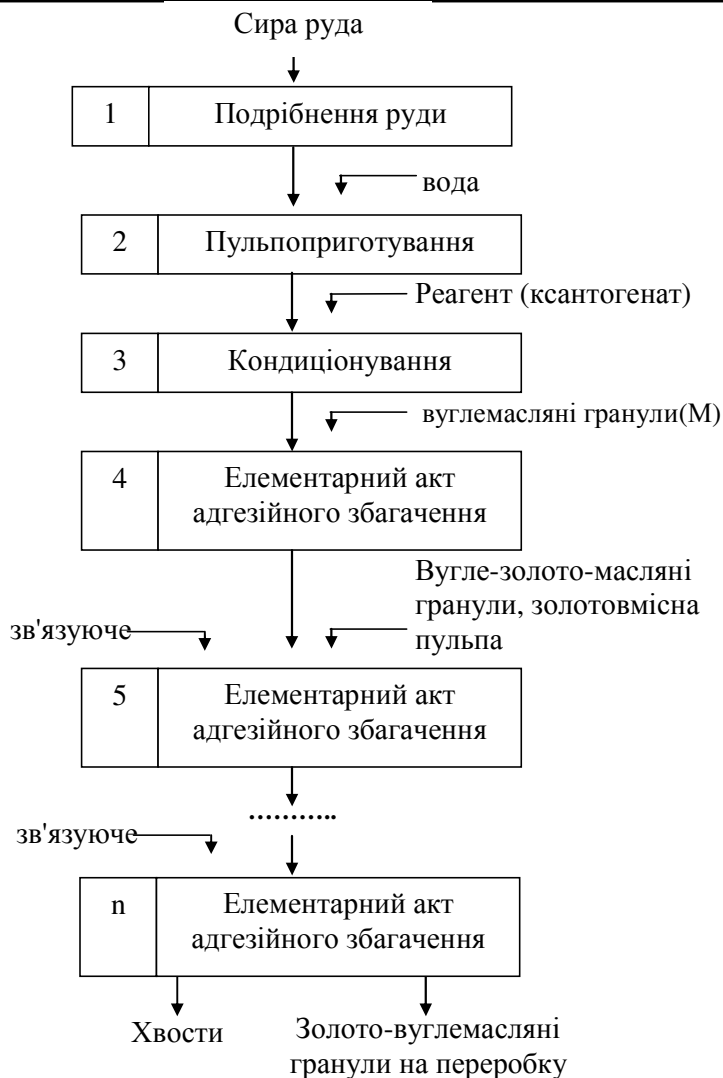 Сира руда
1 Подрібнення руди
вода
2 Пульпоприготування
Реагент (ксантогенат)
3 Кондиціонування
вуглемасляні гранули(М)
4 Елементарний акт
адгезійного збагачення
Вугле-золото-масляні
гранули, золотовмісна
пульпа
зв'язуюче
5 Елементарний акт
адгезійного збагачення
...........
зв'язуюче
n Елементарний акт
адгезійного збагачення
Хвости
Золото-вуглемасляні
гранули на переробку